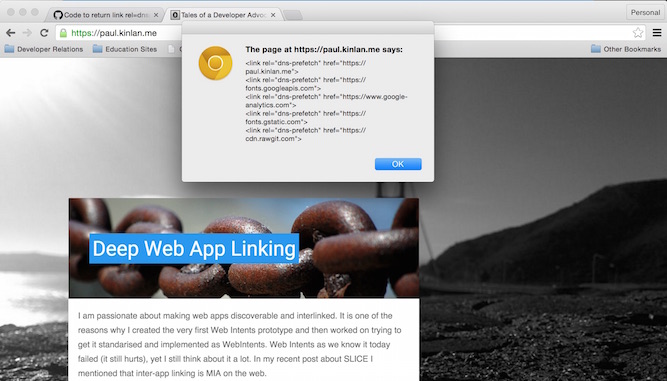 Code to return link rel=dns
Tales of a Developer Advoc
Personal
https://paul.kinlan.me
Developer Relations
Education Sites
Other Bookmarks
The page at https://paul.kinlan.me says:
<link rel="dns-prefetch" href="https://
paul.kinlan.me">
<link rel="dns-prefetch" href="https://
fonts.googleapis.com">
<link rel="dns-prefetch" href="https://www.google-
analytics.com">
<link rel="dns-prefetch" href="https://
fonts.gstatic.com">
<link rel="dns-prefetch" href="https://
cdn.rawgit.com">
OK
Deep Web App Linking
I am passionate about making web apps discoverable and interlinked. It is one of the
reasons why I created the very first Web Intents prototype and then worked on trying to
get it standarised and implemented as WebIntents. Web Intents as we know it today
failed (it still hurts), yet I still think about it a lot. In my recent post about SLICE I
mentioned that inter-app linking is MIA on the web.